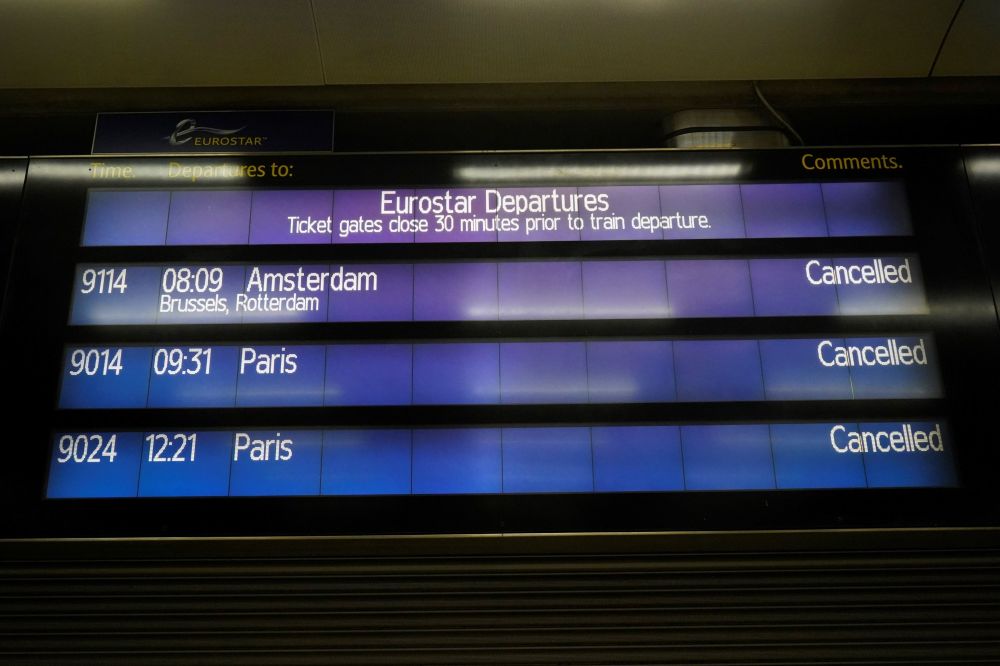 EUROSTAR™
Time. Departures to: Comments.
Eurostar Departures
Ticket gates close 30 minutes prior to train departure.
9114 08:09 Amsterdam Cancelled
Brussels, Rotterdam
9014 09:31 Paris Cancelled
9024 12:21 Paris Cancelled